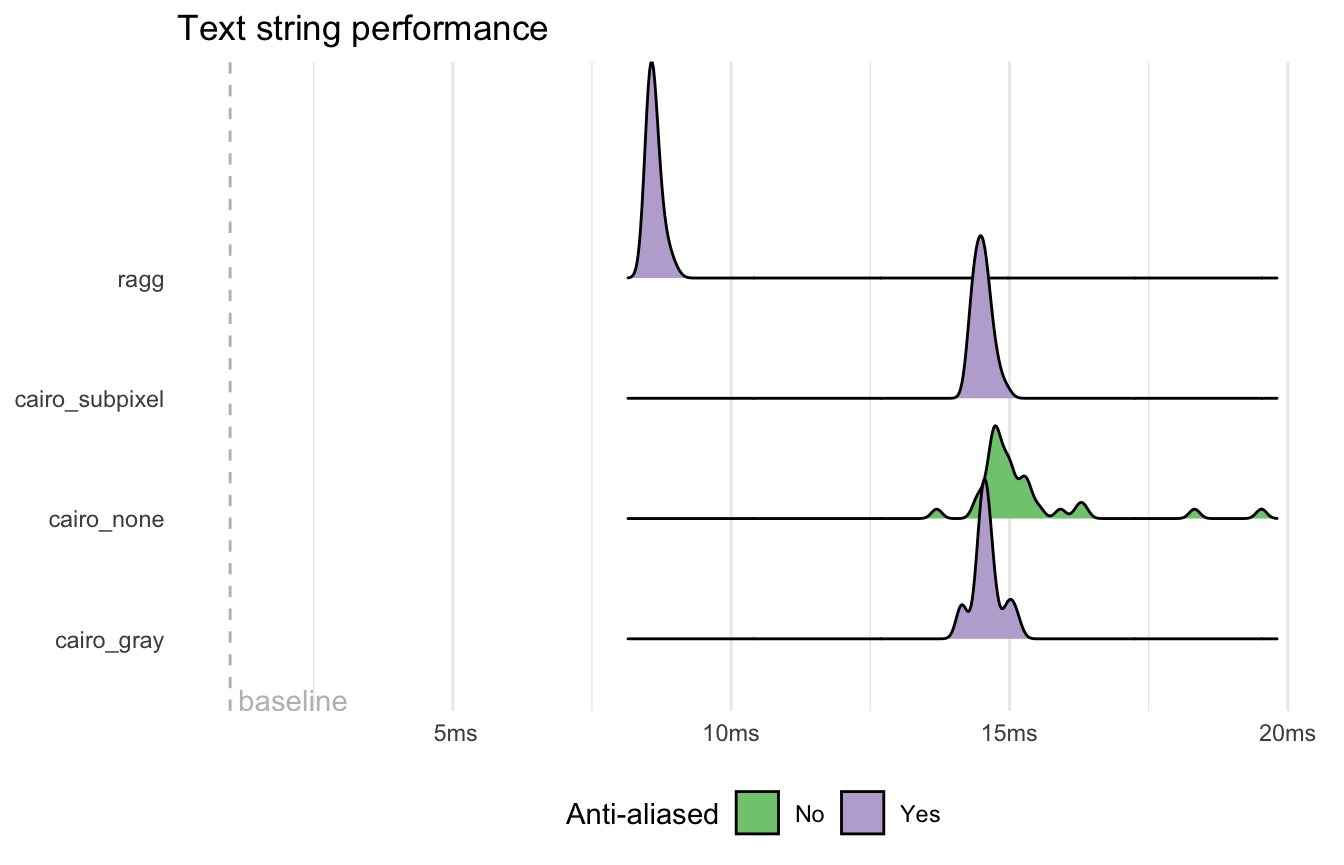 Text string performance
ragg
cairo_subpixel
cairo_none
cairo_gray
baseline
5ms 10ms 15ms 20ms
Anti-aliased No Yes